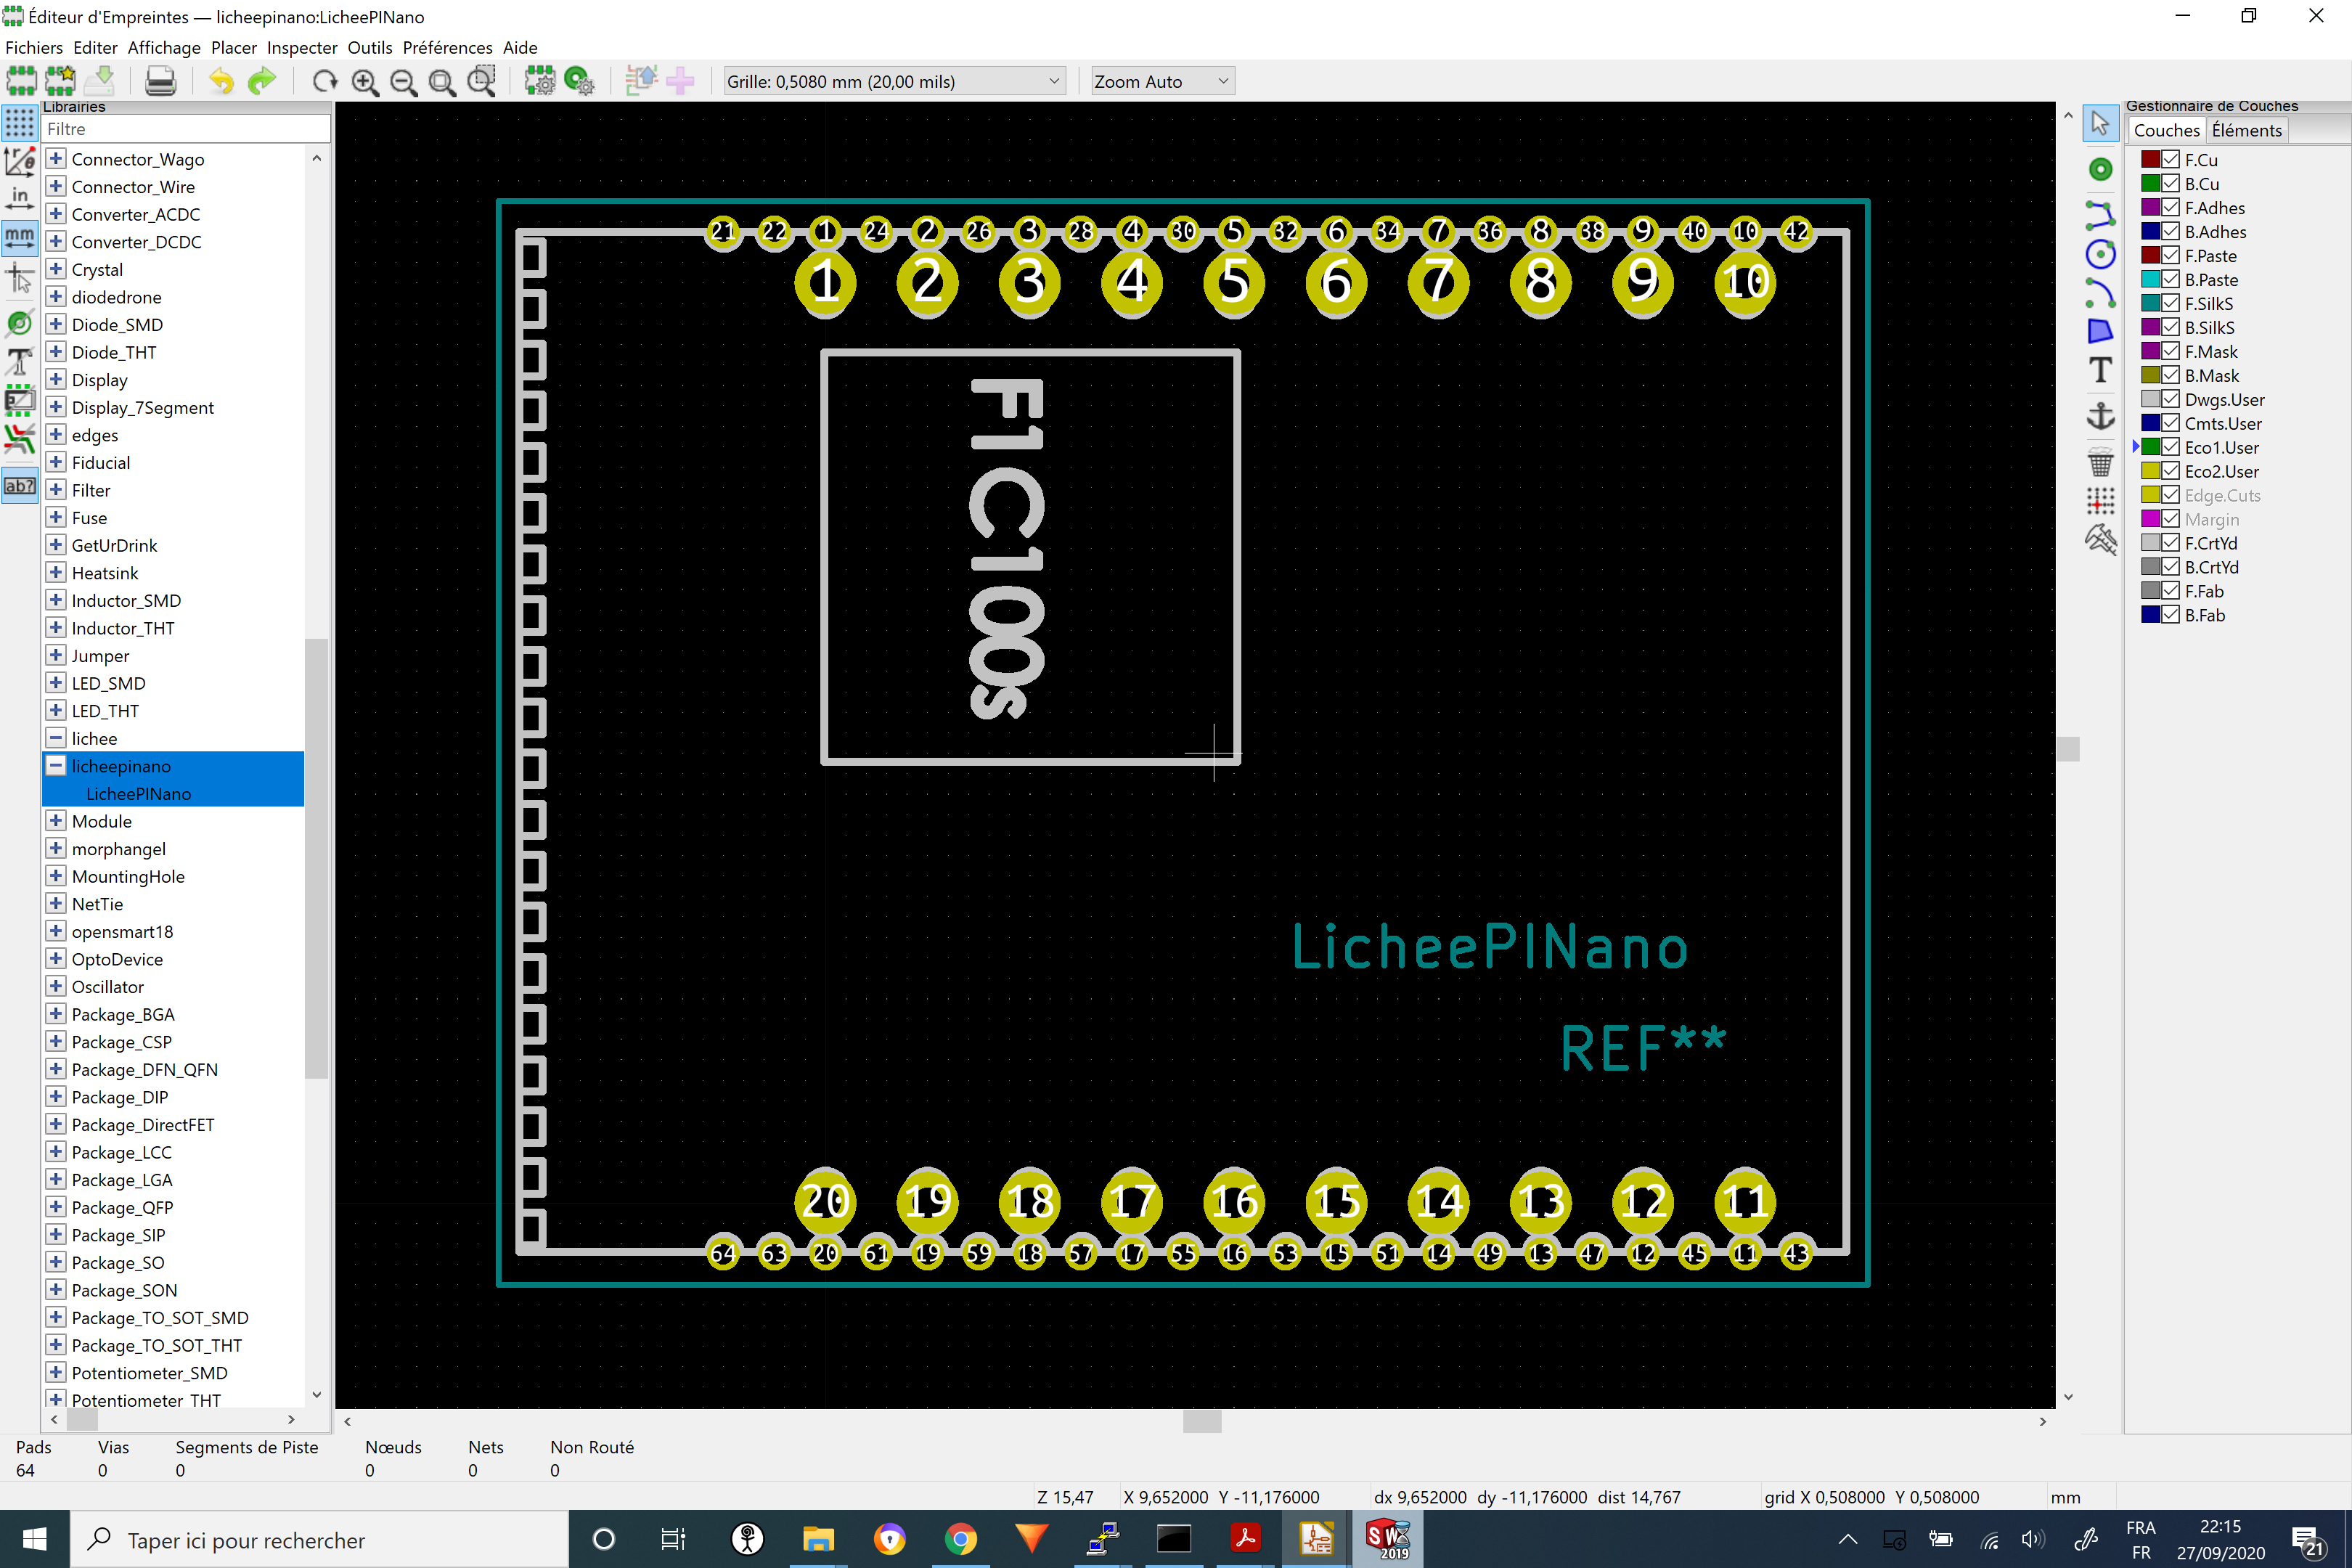 Éditeur d'Empreintes — licheepinano:LicheePINano
Fichiers Editer Affichage Placer Inspecter Outils Préférences Aide
Grille: 0,5080 mm (20,00 mils)
Zoom Auto
Librairies
Filtre
in
mm
ab?
Connector_Wago
Connector_Wire
Converter_ACDC
Converter_DCDC
Crystal
diodedrone
Diode_SMD
Diode_THT
Display
Display_7Segment
edges
Fiducial
Filter
Fuse
GetUrDrink
Heatsink
Inductor_SMD
Inductor_THT
Jumper
LED_SMD
LED_THT
lichee
licheepinano
LicheePINano
Module
morphangel
MountingHole
NetTie
opensmart18
OptoDevice
Oscillator
Package_BGA
Package_CSP
Package_DFN_QFN
Package_DIP
Package_DirectFET
Package_LCC
Package_LGA
Package_QFP
Package_SIP
Package_SO
Package_SON
Package_TO_SOT_SMD
Package_TO_SOT_THT
Potentiometer_SMD
Potentiometer_THT
21 22 1 24 2 26 3 28 4 30 5 32 6 34 7 36 8 38 9 40 10 42
1 2 3 4 5 6 7 8 9 10
F1C100s
LicheePINano
REF**
20 19 18 17 16 15 14 13 12 11
64 63 20 61 19 59 18 57 17 55 16 53 15 51 14 49 13 47 12 45 11 43
Gestionnaire de Couches
Couches Éléments
F.Cu
B.Cu
F.Adhes
B.Adhes
F.Paste
B.Paste
F.SilkS
B.SilkS
F.Mask
B.Mask
Dwgs.User
Cmts.User
Eco1.User
Eco2.User
Edge.Cuts
Margin
F.CrtYd
B.CrtYd
F.Fab
B.Fab
Pads Vias Segments de Piste Nœuds Nets Non Routé
64 0 0 0 0 0
Z 15,47 X 9,652000 Y -11,176000 dx 9,652000 dy -11,176000 dist 14,767 grid X 0,508000 Y 0,508000 mm
Taper ici pour rechercher
SW
2019
FRA
FR
22:15
27/09/2020
21